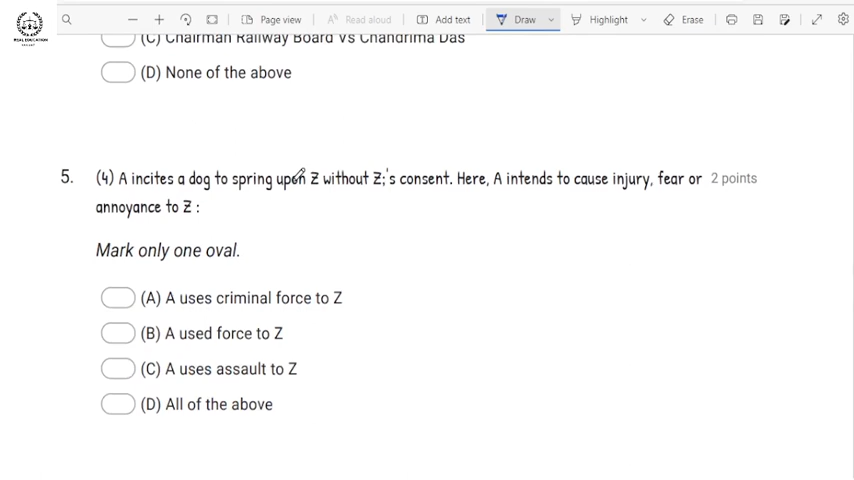 REAL EDUCATION
Page view
Read aloud
Add text
Draw
Highlight
Erase
(C) Chairman Railway Board Vs Chandrima Das
(D) None of the above
5. (4) A incites a dog to spring upon Z without Z;'s consent. Here, A intends to cause injury, fear or 2 points
annoyance to Z :
Mark only one oval.
(A) A uses criminal force to Z
(B) A used force to Z
(C) A uses assault to Z
(D) All of the above